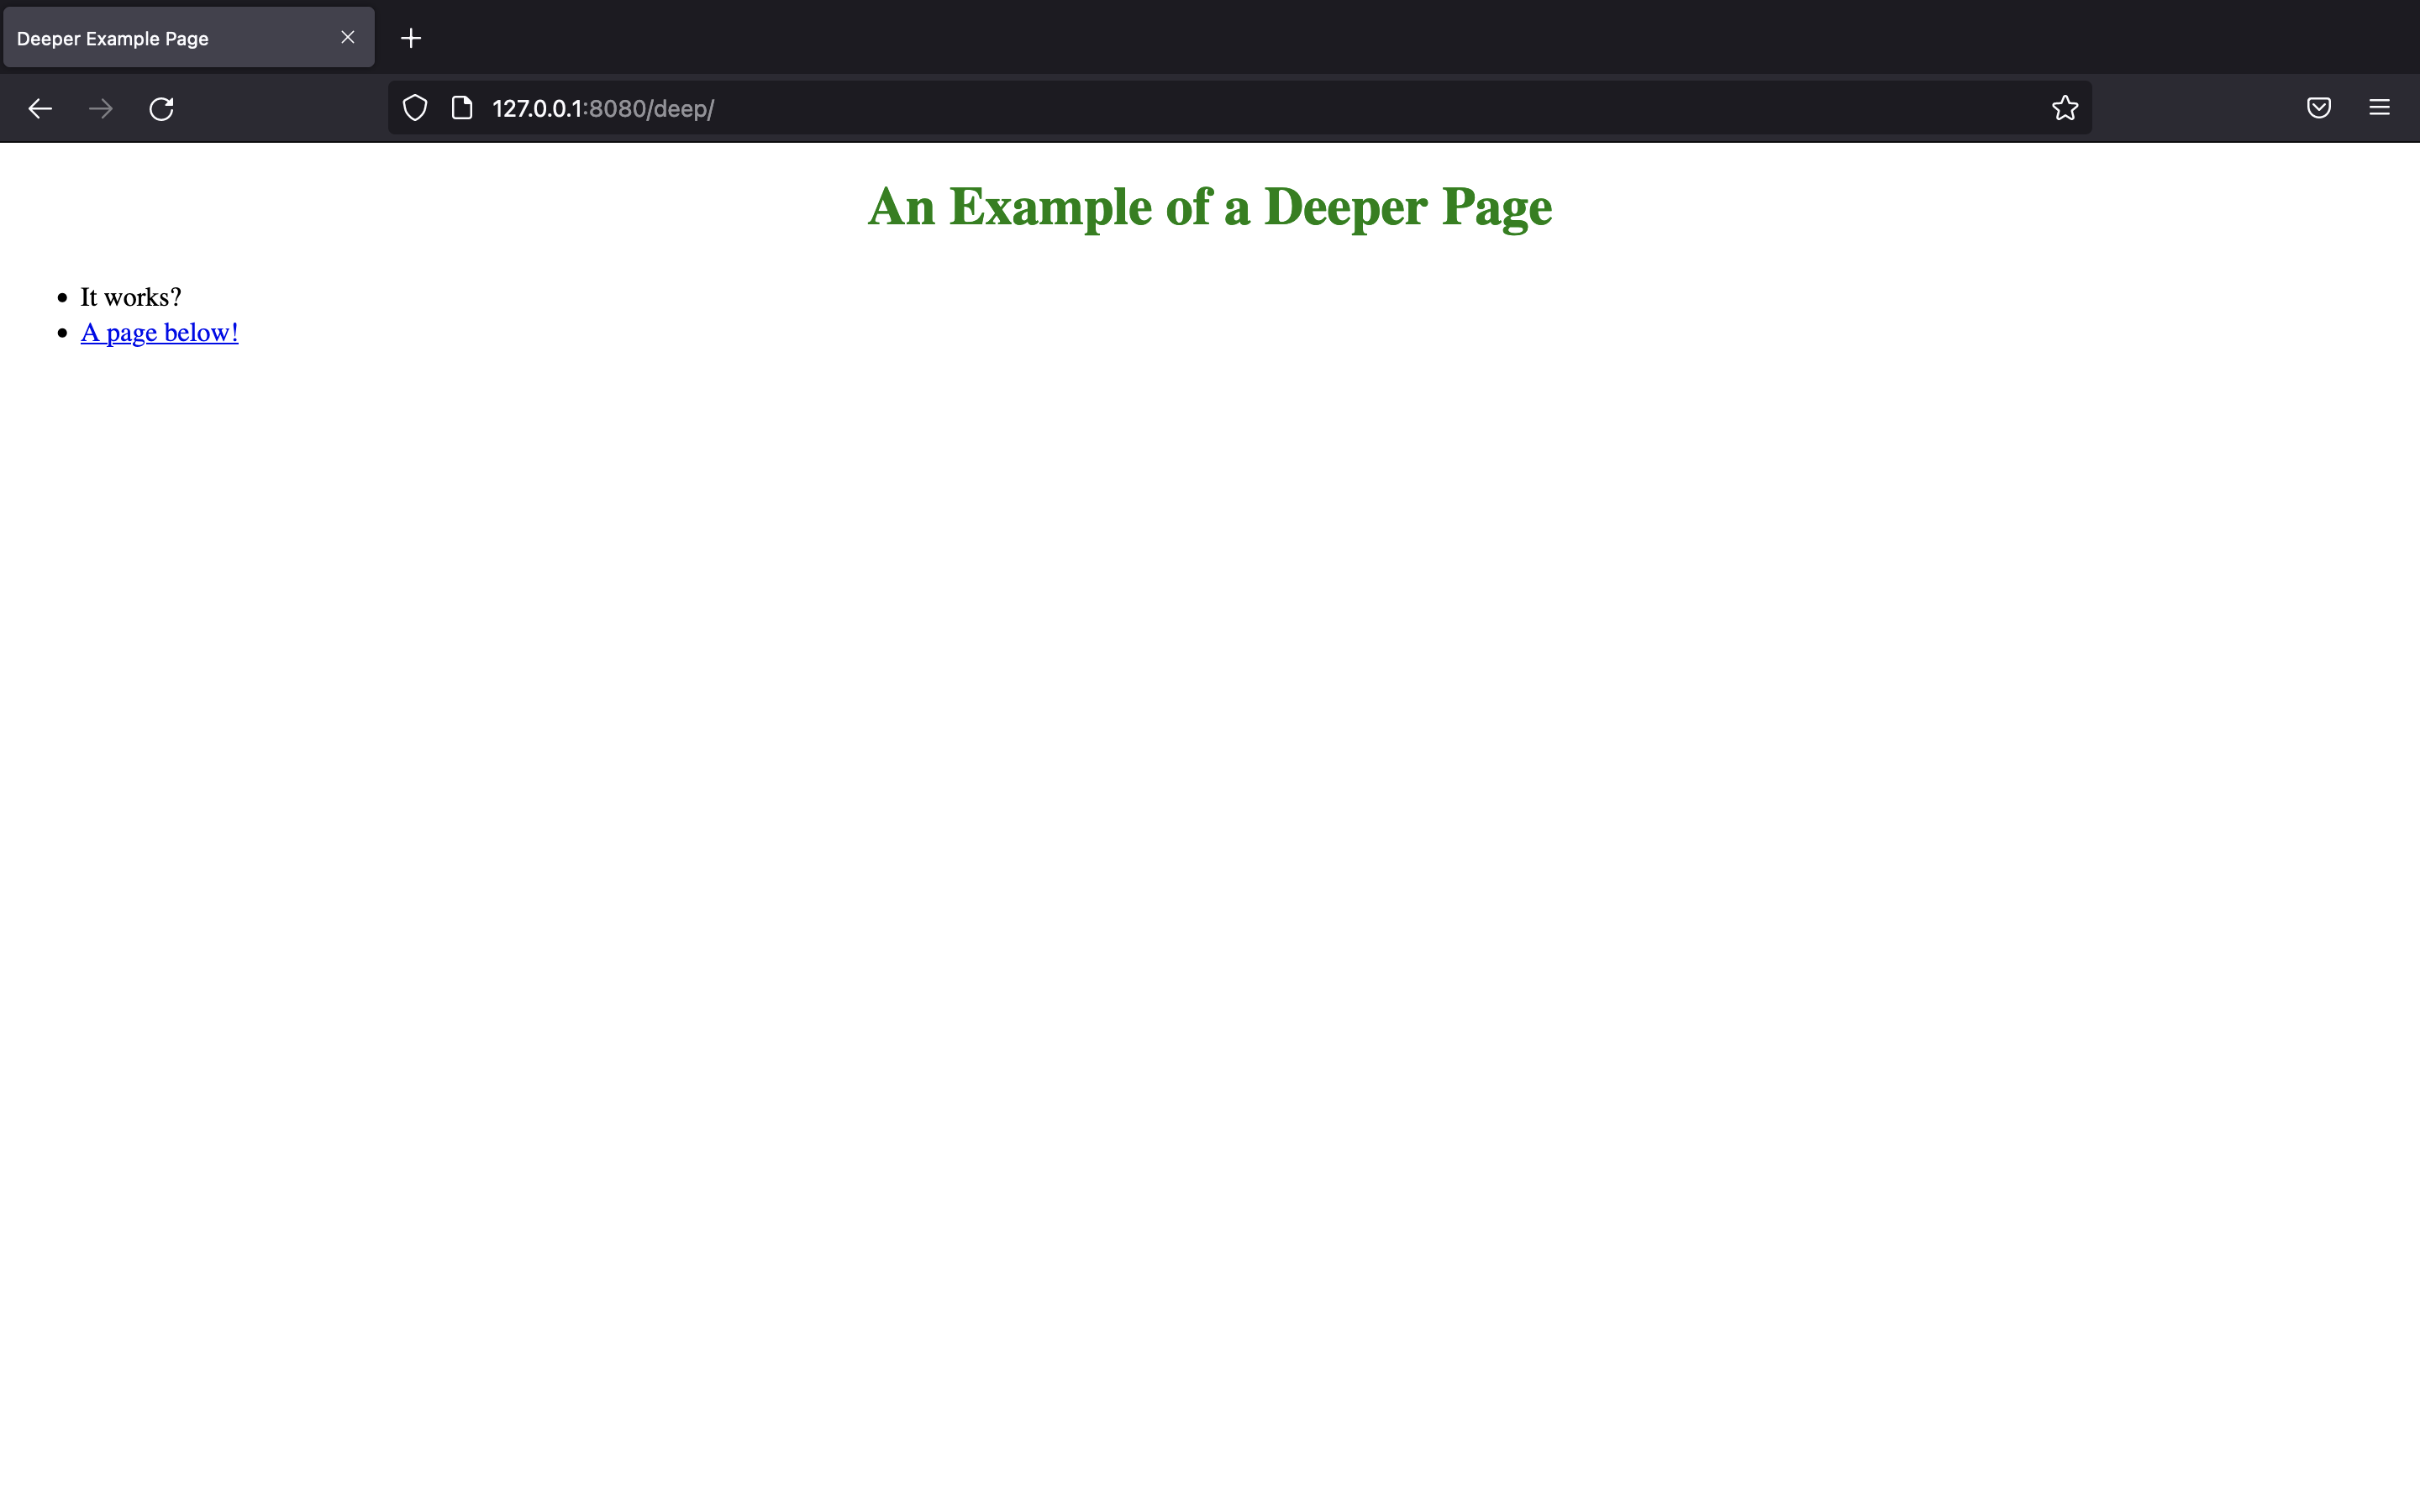 Deeper Example Page
127.0.0.1:8080/deep/
An Example of a Deeper Page
It works?
A page below!